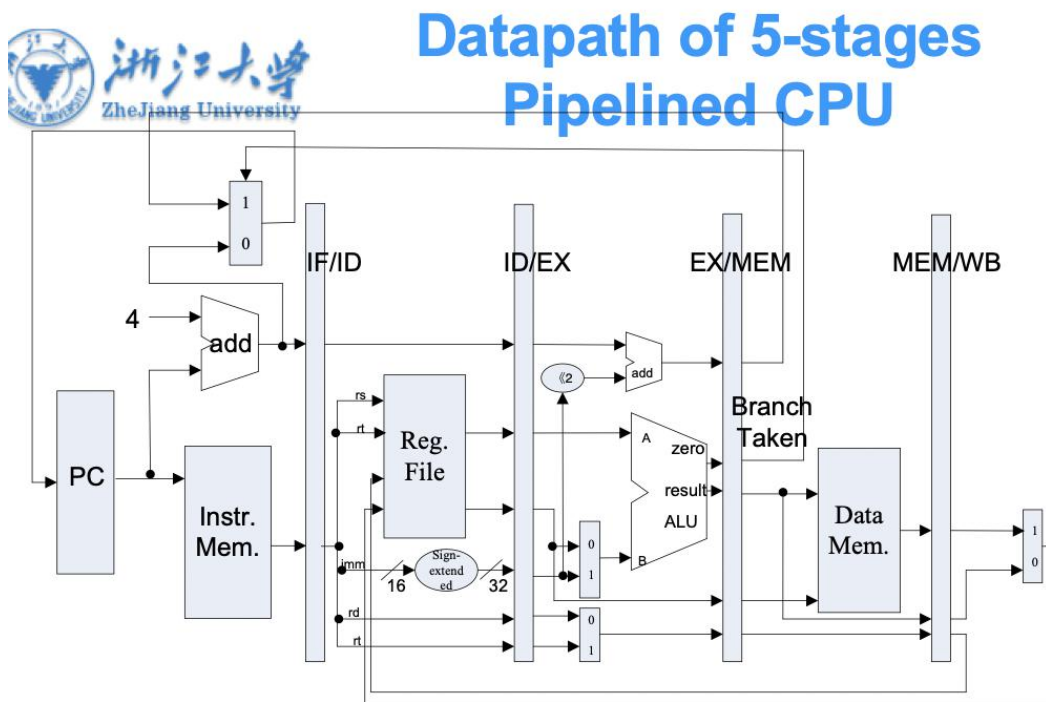 浙江大学
ZheJiang University
Datapath of 5-stages
Pipelined CPU
1
0
IF/ID
ID/EX
EX/MEM
MEM/WB
4
add
《2
add
rs
rt
Reg.
File
A
zero
result
ALU
B
Branch
Taken
PC
Instr.
Mem.
Data
Mem.
1
0
imm
16
Sign-
extend
ed
32
0
1
rd
rt
0
1